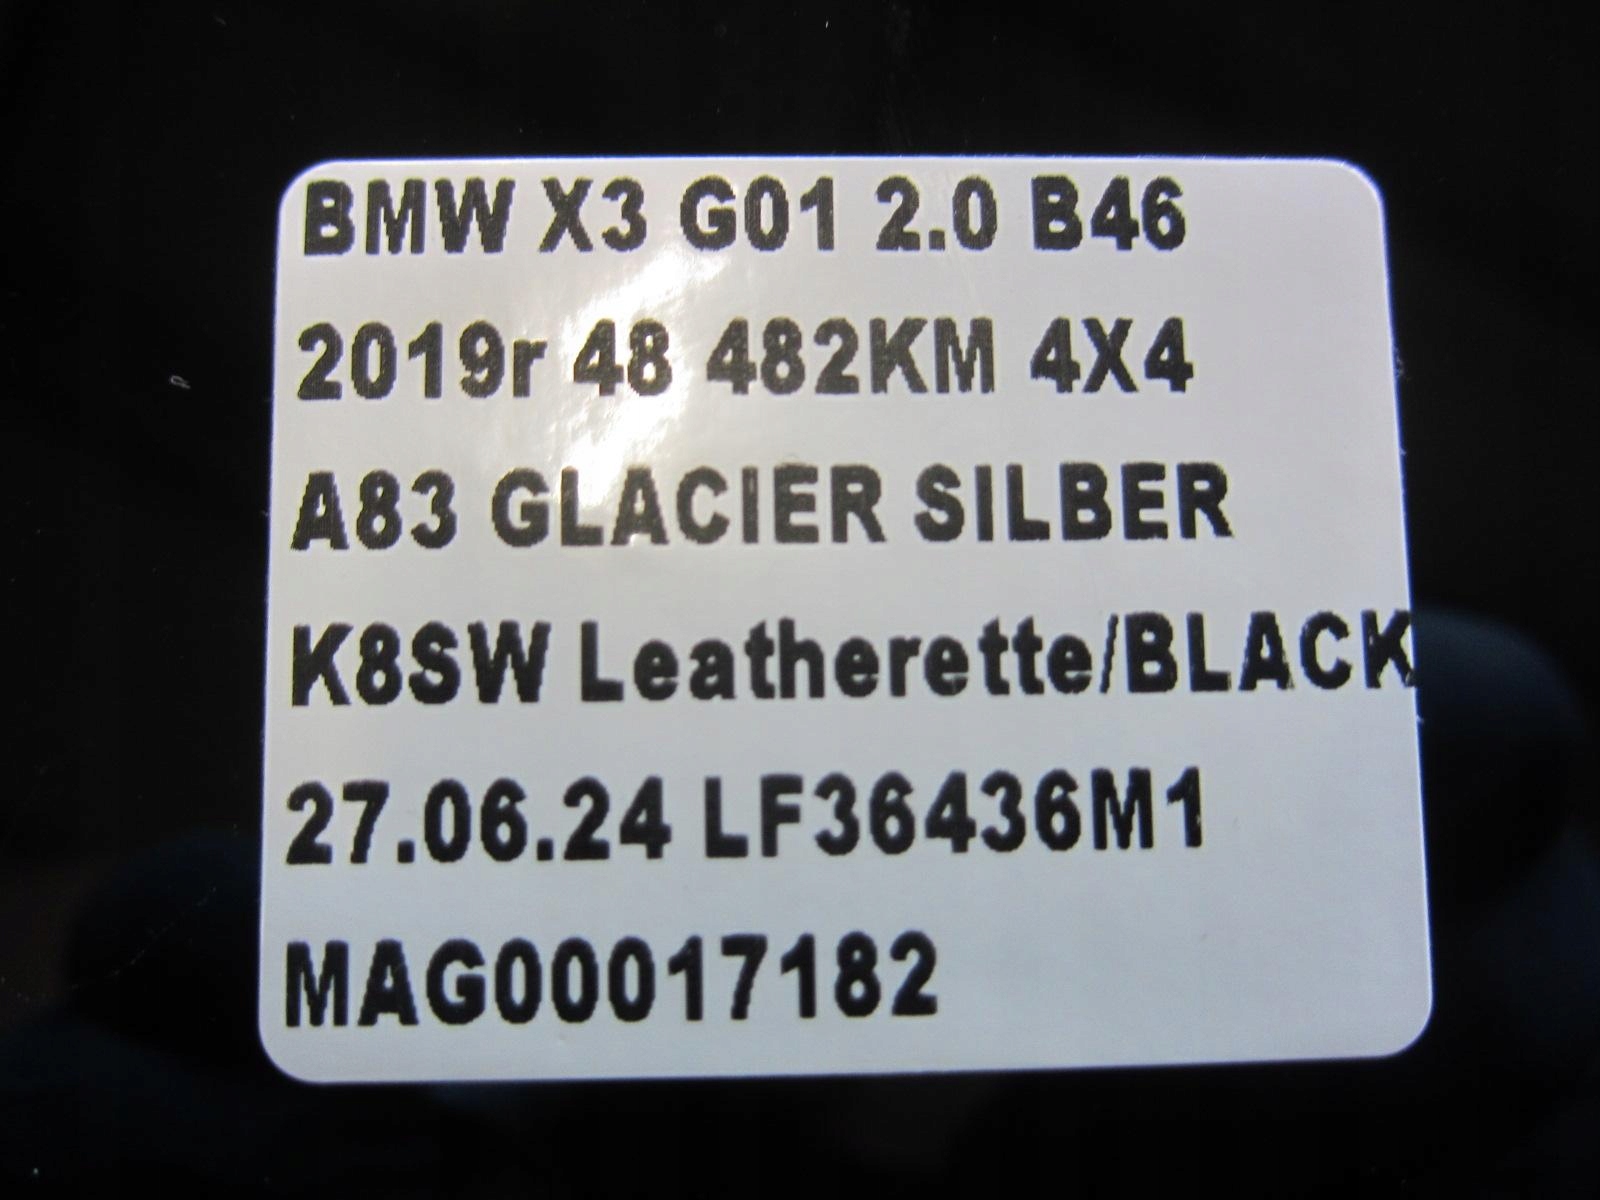 BMW X3 G01 2.0 B46
2019r 48 482KM 4X4
A83 GLACIER SILBER
K8SW Leatherette/BLACK
27.06.24 LF36436M1
MAG00017182